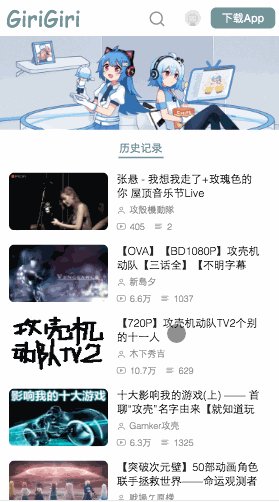 GiriGiri
下载App
历史记录
张悬 - 我想我走了+玫瑰色的
你 屋顶音乐节Live
攻殻機動隊
405
2
【OVA】【BD1080P】攻壳机
动队【三话全】【不明字幕
新島夕
6.6万
1037
攻壳机
动队TV2
【720P】攻壳机动队TV2个别
的十一人
木下秀吉
10.7万
629
影响我的十大游戏
十大影响我的游戏(上) —— 首
聊"攻壳"名字由来【就知道玩
Gamker攻壳
6.3万
1325
【突破次元壁】50部动画角色
联手拯救世界——命运观测者